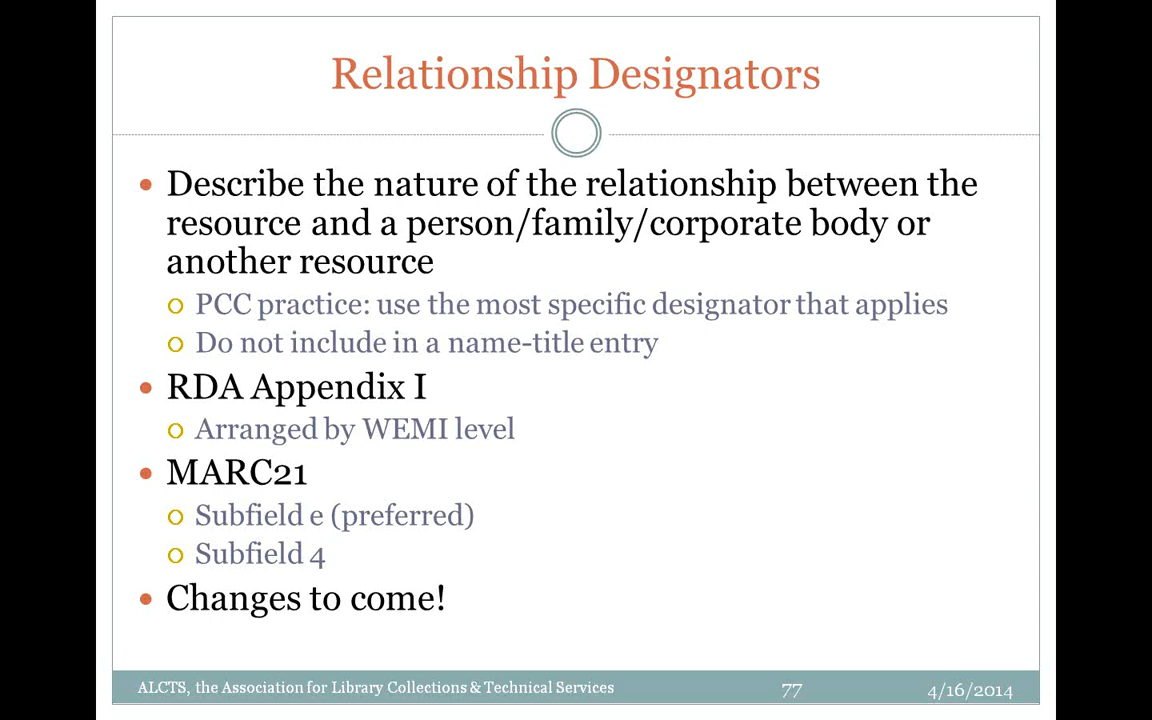 Relationship Designators
• Describe the nature of the relationship between the
resource and a person/family/corporate body or
another resource
o PCC practice: use the most specific designator that applies
o Do not include in a name-title entry
• RDA Appendix I
o Arranged by WEMI level
• MARC21
o Subfield e (preferred)
o Subfield 4
• Changes to come!
ALCTS, the Association for Library Collections & Technical Services 77 4/16/2014